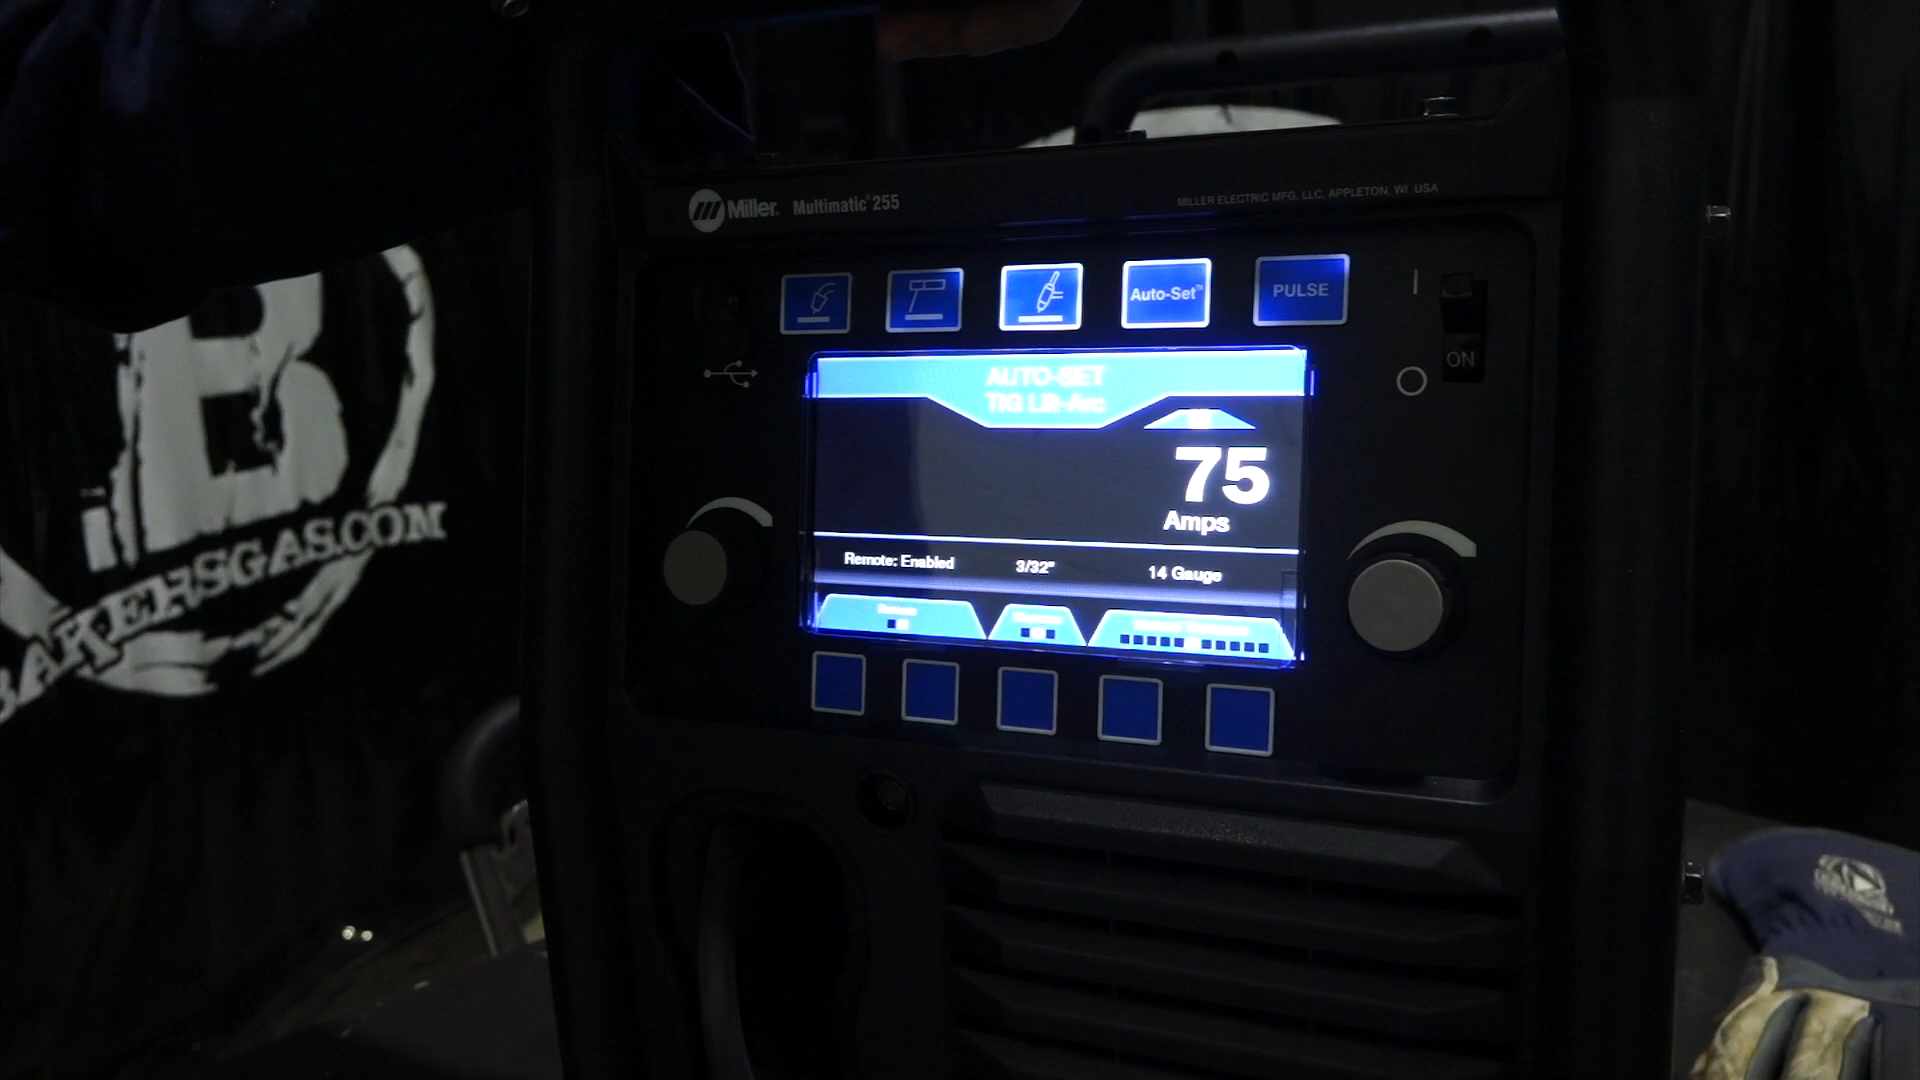 Miller® Multimatic® 255
MILLER ELECTRIC MFG. LLC, APPLETON, WI USA
Auto-Set™
PULSE
ON
AUTO-SET
TIG Lift-Arc
75
Amps
Remote: Enabled
3/32"
14 Gauge
Remote
B
BAKERSGAS.COM